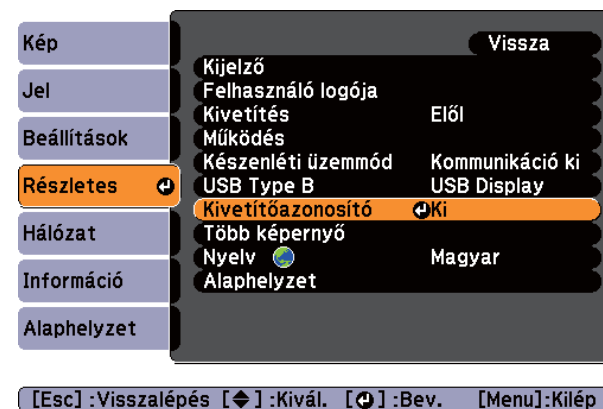 Kép
Jel
Beállítások
Részletes
Hálózat
Információ
Alaphelyzet
Vissza
Kijelző
Felhasználó logója
Kivetítés Elől
Működés
Készenléti üzemmód Kommunikáció ki
USB Type B USB Display
Kivetítőazonosító Ki
Több képernyő
Nyelv Magyar
Alaphelyzet
[Esc] :Visszalépés [◆] :Kivál. [⏎] :Bev. [Menu]:Kilép